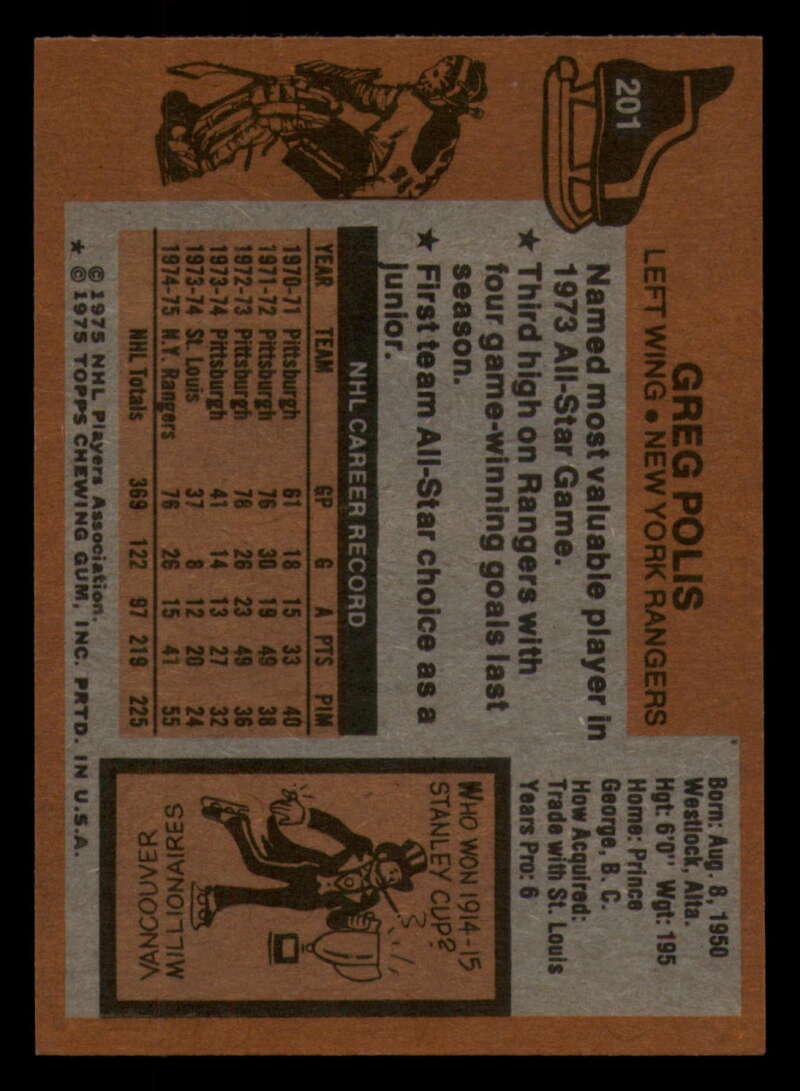 201
GREG POLIS
LEFT WING • NEW YORK RANGERS
Named most valuable player in
1973 All-Star Game.
★ Third high on Rangers with
four game-winning goals last
season.
★ First team All-Star choice as a
junior.
NHL CAREER RECORD
YEAR TEAM GP G A PTS PIM
1970-71 Pittsburgh 61 18 15 33 40
1971-72 Pittsburgh 76 30 19 49 38
1972-73 Pittsburgh 78 26 23 49 36
1973-74 Pittsburgh 41 14 13 27 32
1973-74 St. Louis 37 8 12 20 24
1974-75 N.Y. Rangers 76 26 15 41 55
NHL Totals 369 122 97 219 225
© 1975 NHL Players Association.
★ © 1975 TOPPS CHEWING GUM, INC. PRTD. IN U.S.A.
Born: Aug. 8, 1950
Westlock, Alta.
Hgt: 6'0" Wgt: 195
Home: Prince
George, B. C.
How Acquired:
Trade with St. Louis
Years Pro: 6
WHO WON 1914-15
STANLEY CUP?
VANCOUVER
MILLIONAIRES